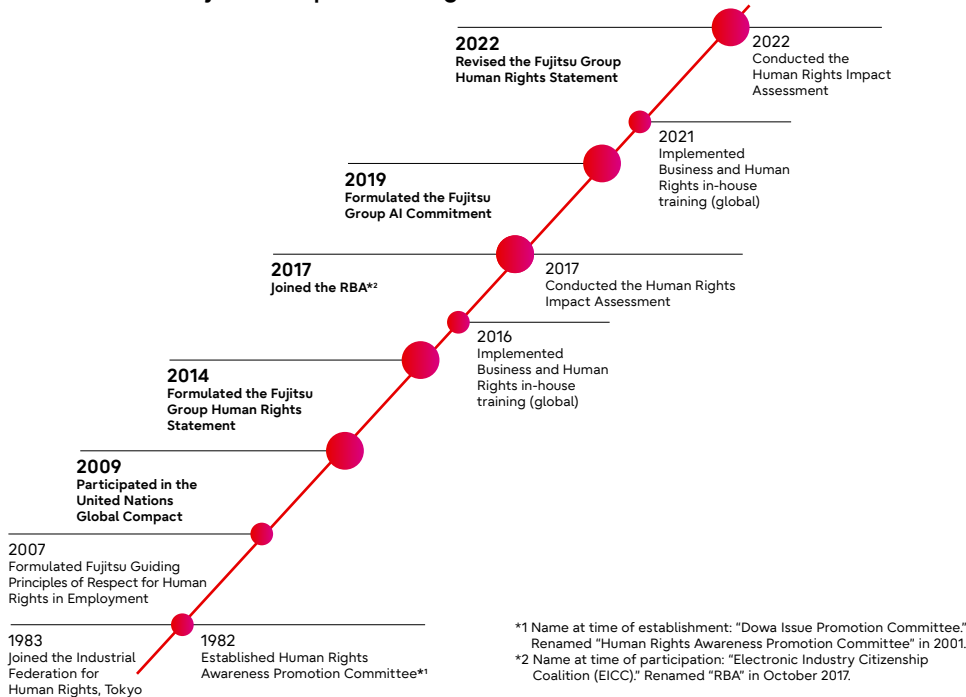 2022
Revised the Fujitsu Group
Human Rights Statement
2022
Conducted the
Human Rights Impact
Assessment
2021
Implemented
Business and Human
Rights in-house
training (global)
2019
Formulated the Fujitsu
Group AI Commitment
2017
Joined the RBA*2
2017
Conducted the Human Rights
Impact Assessment
2016
Implemented
Business and Human
Rights in-house
training (global)
2014
Formulated the Fujitsu
Group Human Rights
Statement
2009
Participated in the
United Nations
Global Compact
2007
Formulated Fujitsu Guiding
Principles of Respect for Human
Rights in Employment
1983
Joined the Industrial
Federation for
Human Rights, Tokyo
1982
Established Human Rights
Awareness Promotion Committee*1
*1 Name at time of establishment: “Dowa Issue Promotion Committee.”
Renamed “Human Rights Awareness Promotion Committee” in 2001.
*2 Name at time of participation: “Electronic Industry Citizenship
Coalition (EICC).” Renamed “RBA” in October 2017.